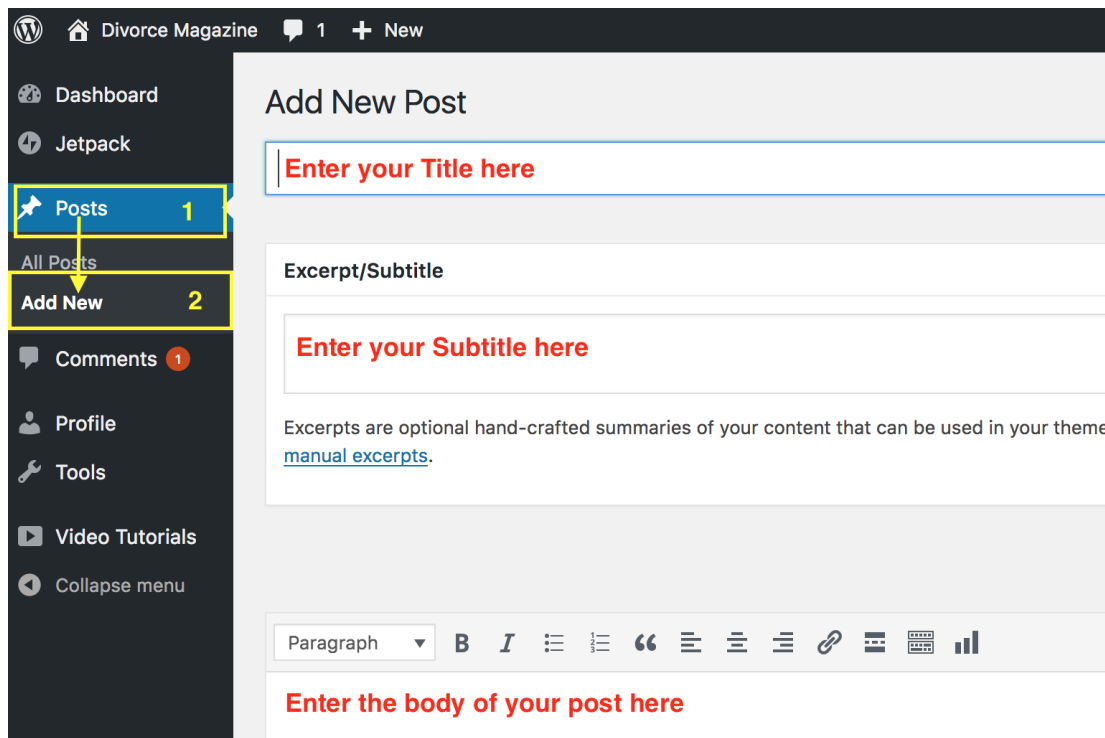 Divorce Magazine 1 New
Dashboard
Jetpack
Posts 1
All Posts
Add New 2
Comments 1
Profile
Tools
Video Tutorials
Collapse menu
Add New Post
Enter your Title here
Excerpt/Subtitle
Enter your Subtitle here
Excerpts are optional hand-crafted summaries of your content that can be used in your theme
manual excerpts.
Paragraph B I
Enter the body of your post here